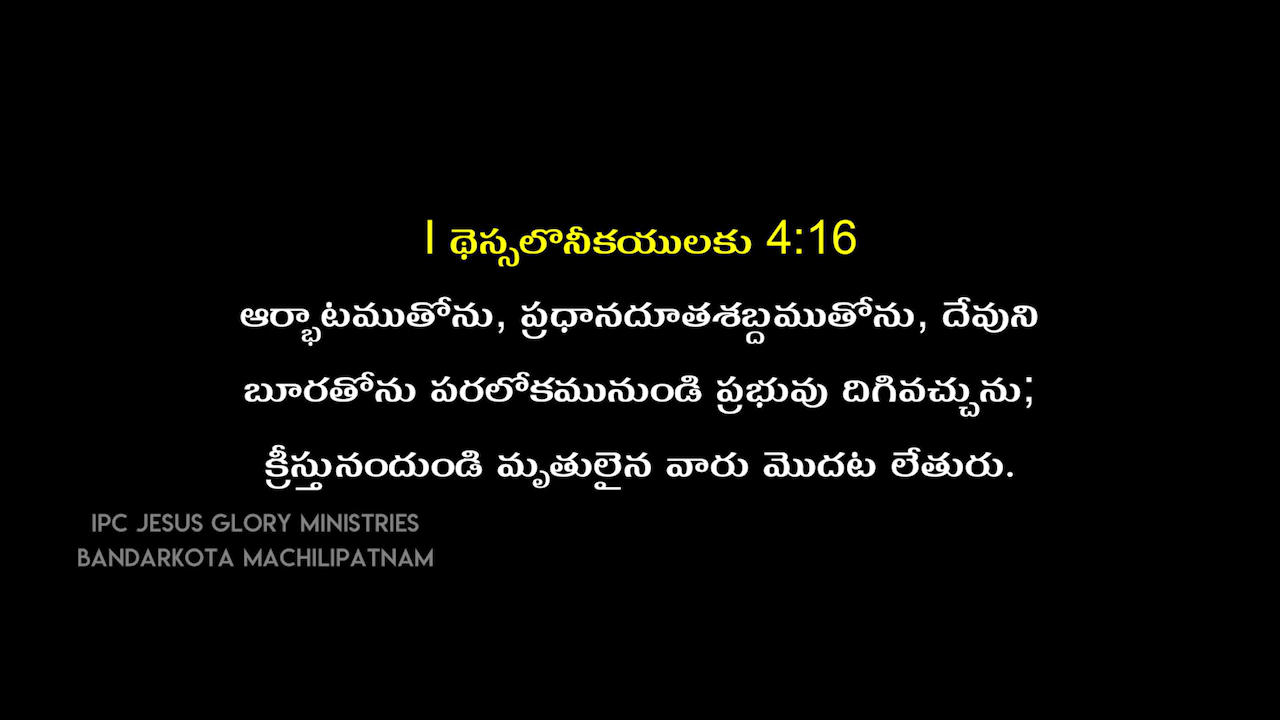 I థెస్సలొనీకయులకు 4:16
ఆర్భాటముతోను, ప్రధానదూతశబ్దముతోను, దేవుని
బూరతోను పరలోకమునుండి ప్రభువు దిగివచ్చును;
క్రీస్తునందుండి మృతులైన వారు మొదట లేతురు.
IPC JESUS GLORY MINISTRIES
BANDARKOTA MACHILIPATNAM